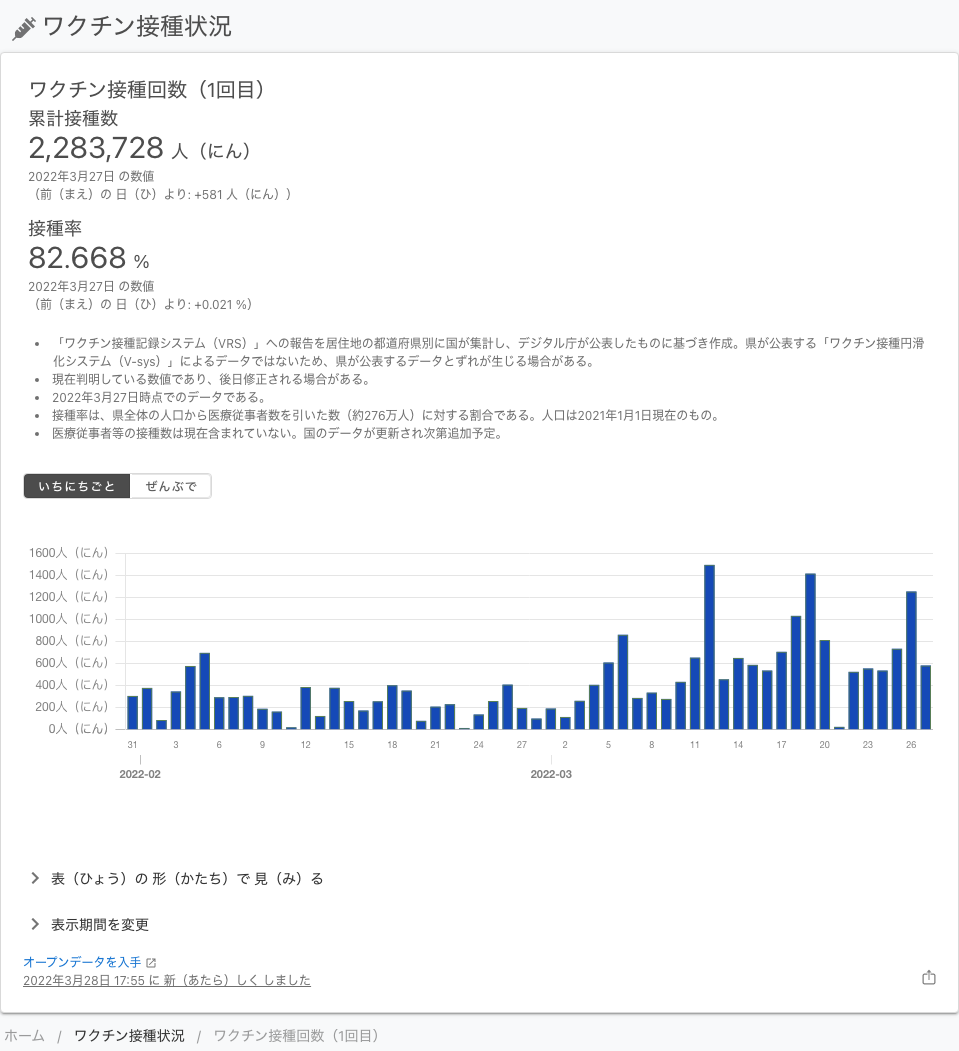 ワクチン接種状況
ワクチン接種回数（1回目）
累計接種数
2,283,728 人（にん）
2022年3月27日 の数値
（前（まえ）の 日（ひ）より: +581 人（にん））
接種率
82.668 %
2022年3月27日 の数値
（前（まえ）の 日（ひ）より: +0.021 %）
• 「ワクチン接種記録システム（VRS）」への報告を居住地の都道府県別に国が集計し、デジタル庁が公表したものに基づき作成。県が公表する「ワクチン接種円滑
化システム（V-sys）」によるデータではないため、県が公表するデータとずれが生じる場合がある。
• 現在判明している数値であり、後日修正される場合がある。
• 2022年3月27日時点でのデータである。
• 接種率は、県全体の人口から医療従事者数を引いた数（約276万人）に対する割合である。人口は2021年1月1日現在のもの。
• 医療従事者等の接種数は現在含まれていない。国のデータが更新され次第追加予定。
いちにちごと ぜんぶで
1600人（にん）
1400人（にん）
1200人（にん）
1000人（にん）
800人（にん）
600人（にん）
400人（にん）
200人（にん）
0人（にん）
31 3 6 9 12 15 18 21 24 27 2 5 8 11 14 17 20 23 26
2022-02 2022-03
表（ひょう）の 形（かたち）で 見（み）る
表示期間を変更
オープンデータを入手
2022年3月28日 17:55 に 新（あたら）しく しました
ホーム / ワクチン接種状況 / ワクチン接種回数（1回目）